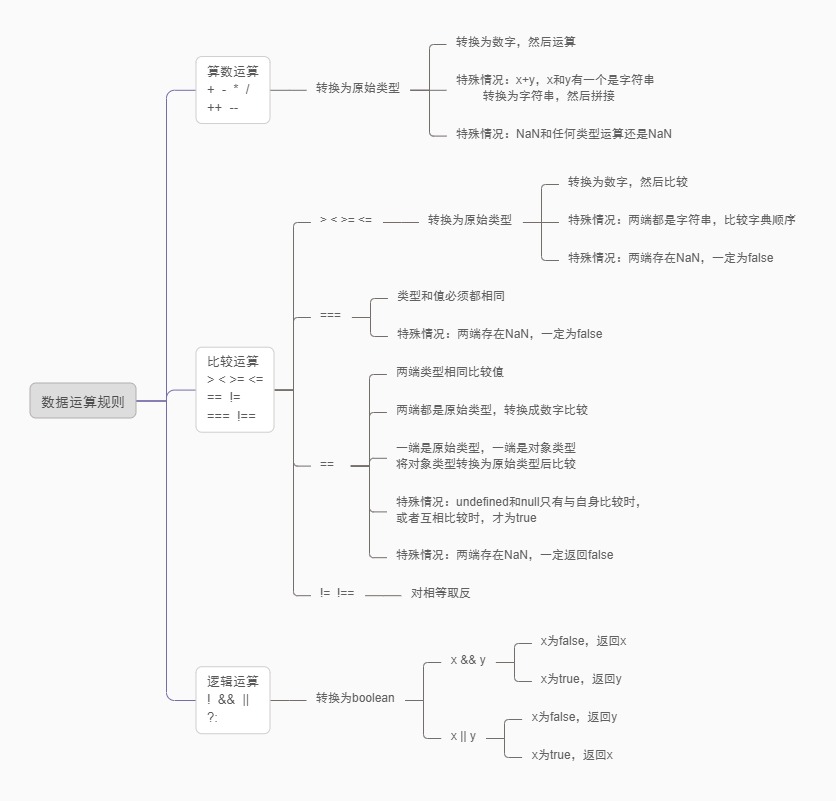 数据运算规则
算数运算
+ - * /
++ --
转换为原始类型
转换为数字，然后运算
特殊情况：x+y，x和y有一个是字符串
转换为字符串，然后拼接
特殊情况：NaN和任何类型运算还是NaN
比较运算
> < >= <=
== !=
=== !==
> < >= <=
转换为原始类型
转换为数字，然后比较
特殊情况：两端都是字符串，比较字典顺序
特殊情况：两端存在NaN，一定为false
===
类型和值必须都相同
特殊情况：两端存在NaN，一定为false
==
两端类型相同比较值
两端都是原始类型，转换成数字比较
一端是原始类型，一端是对象类型
将对象类型转换为原始类型后比较
特殊情况：undefined和null只有与自身比较时，
或者互相比较时，才为true
特殊情况：两端存在NaN，一定返回false
!= !==
对相等取反
逻辑运算
! && ||
?:
转换为boolean
x && y
x为false，返回x
x为true，返回y
x || y
x为false，返回y
x为true，返回x